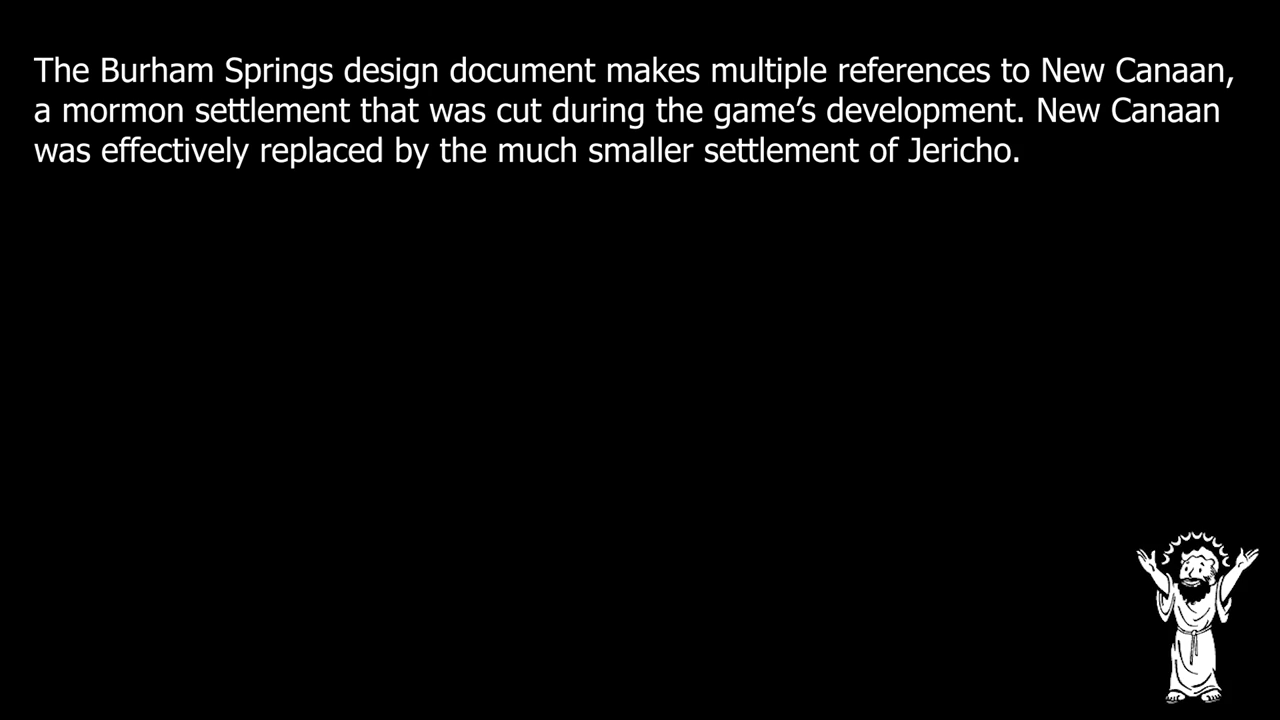 The Burham Springs design document makes multiple references to New Canaan,
a mormon settlement that was cut during the game’s development. New Canaan
was effectively replaced by the much smaller settlement of Jericho.